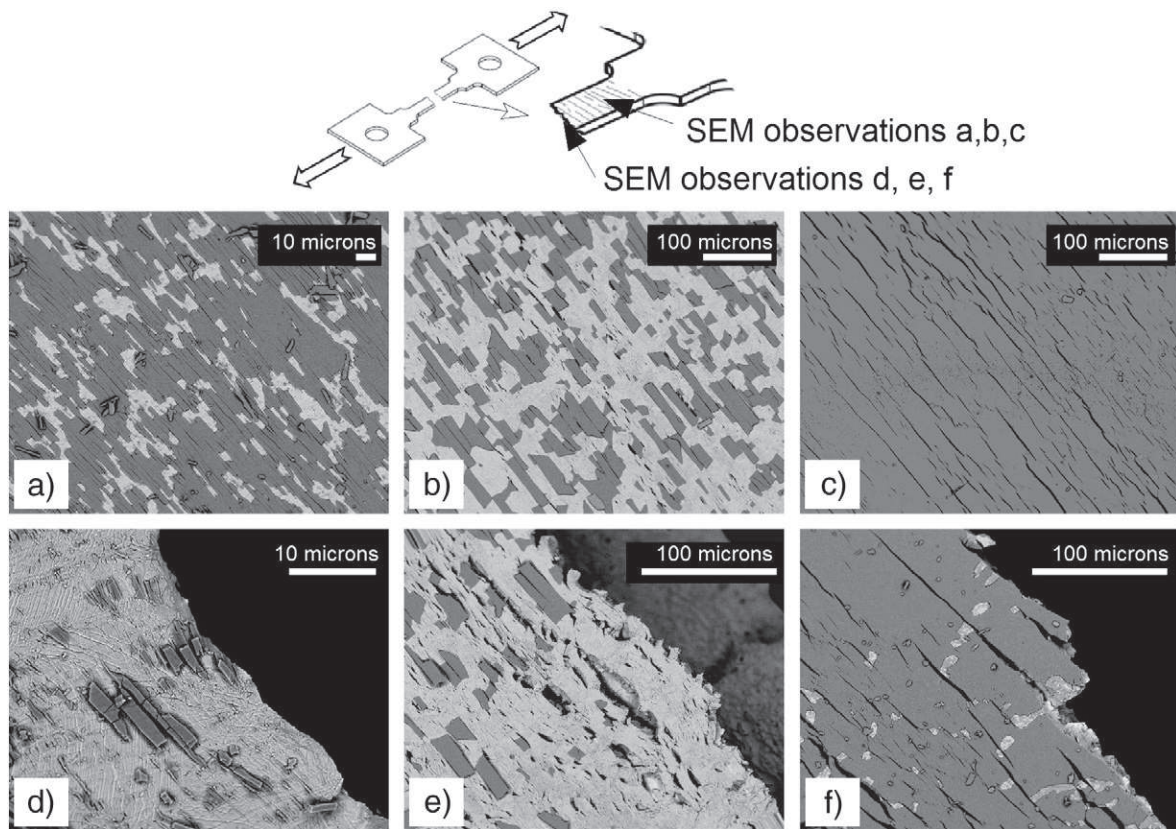 SEM observations a,b,c
SEM observations d, e, f
10 microns
100 microns
100 microns
a)
b)
c)
10 microns
100 microns
100 microns
d)
e)
f)